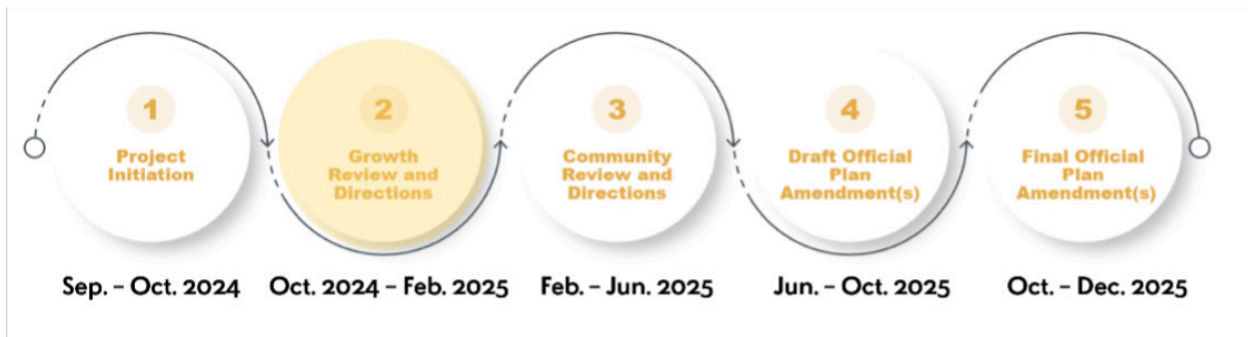 1
Project
Initiation
Sep. – Oct. 2024
2
Growth
Review and
Directions
Oct. 2024 – Feb. 2025
3
Community
Review and
Directions
Feb. – Jun. 2025
4
Draft Official
Plan
Amendment(s)
Jun. – Oct. 2025
5
Final Official
Plan
Amendment(s)
Oct. – Dec. 2025